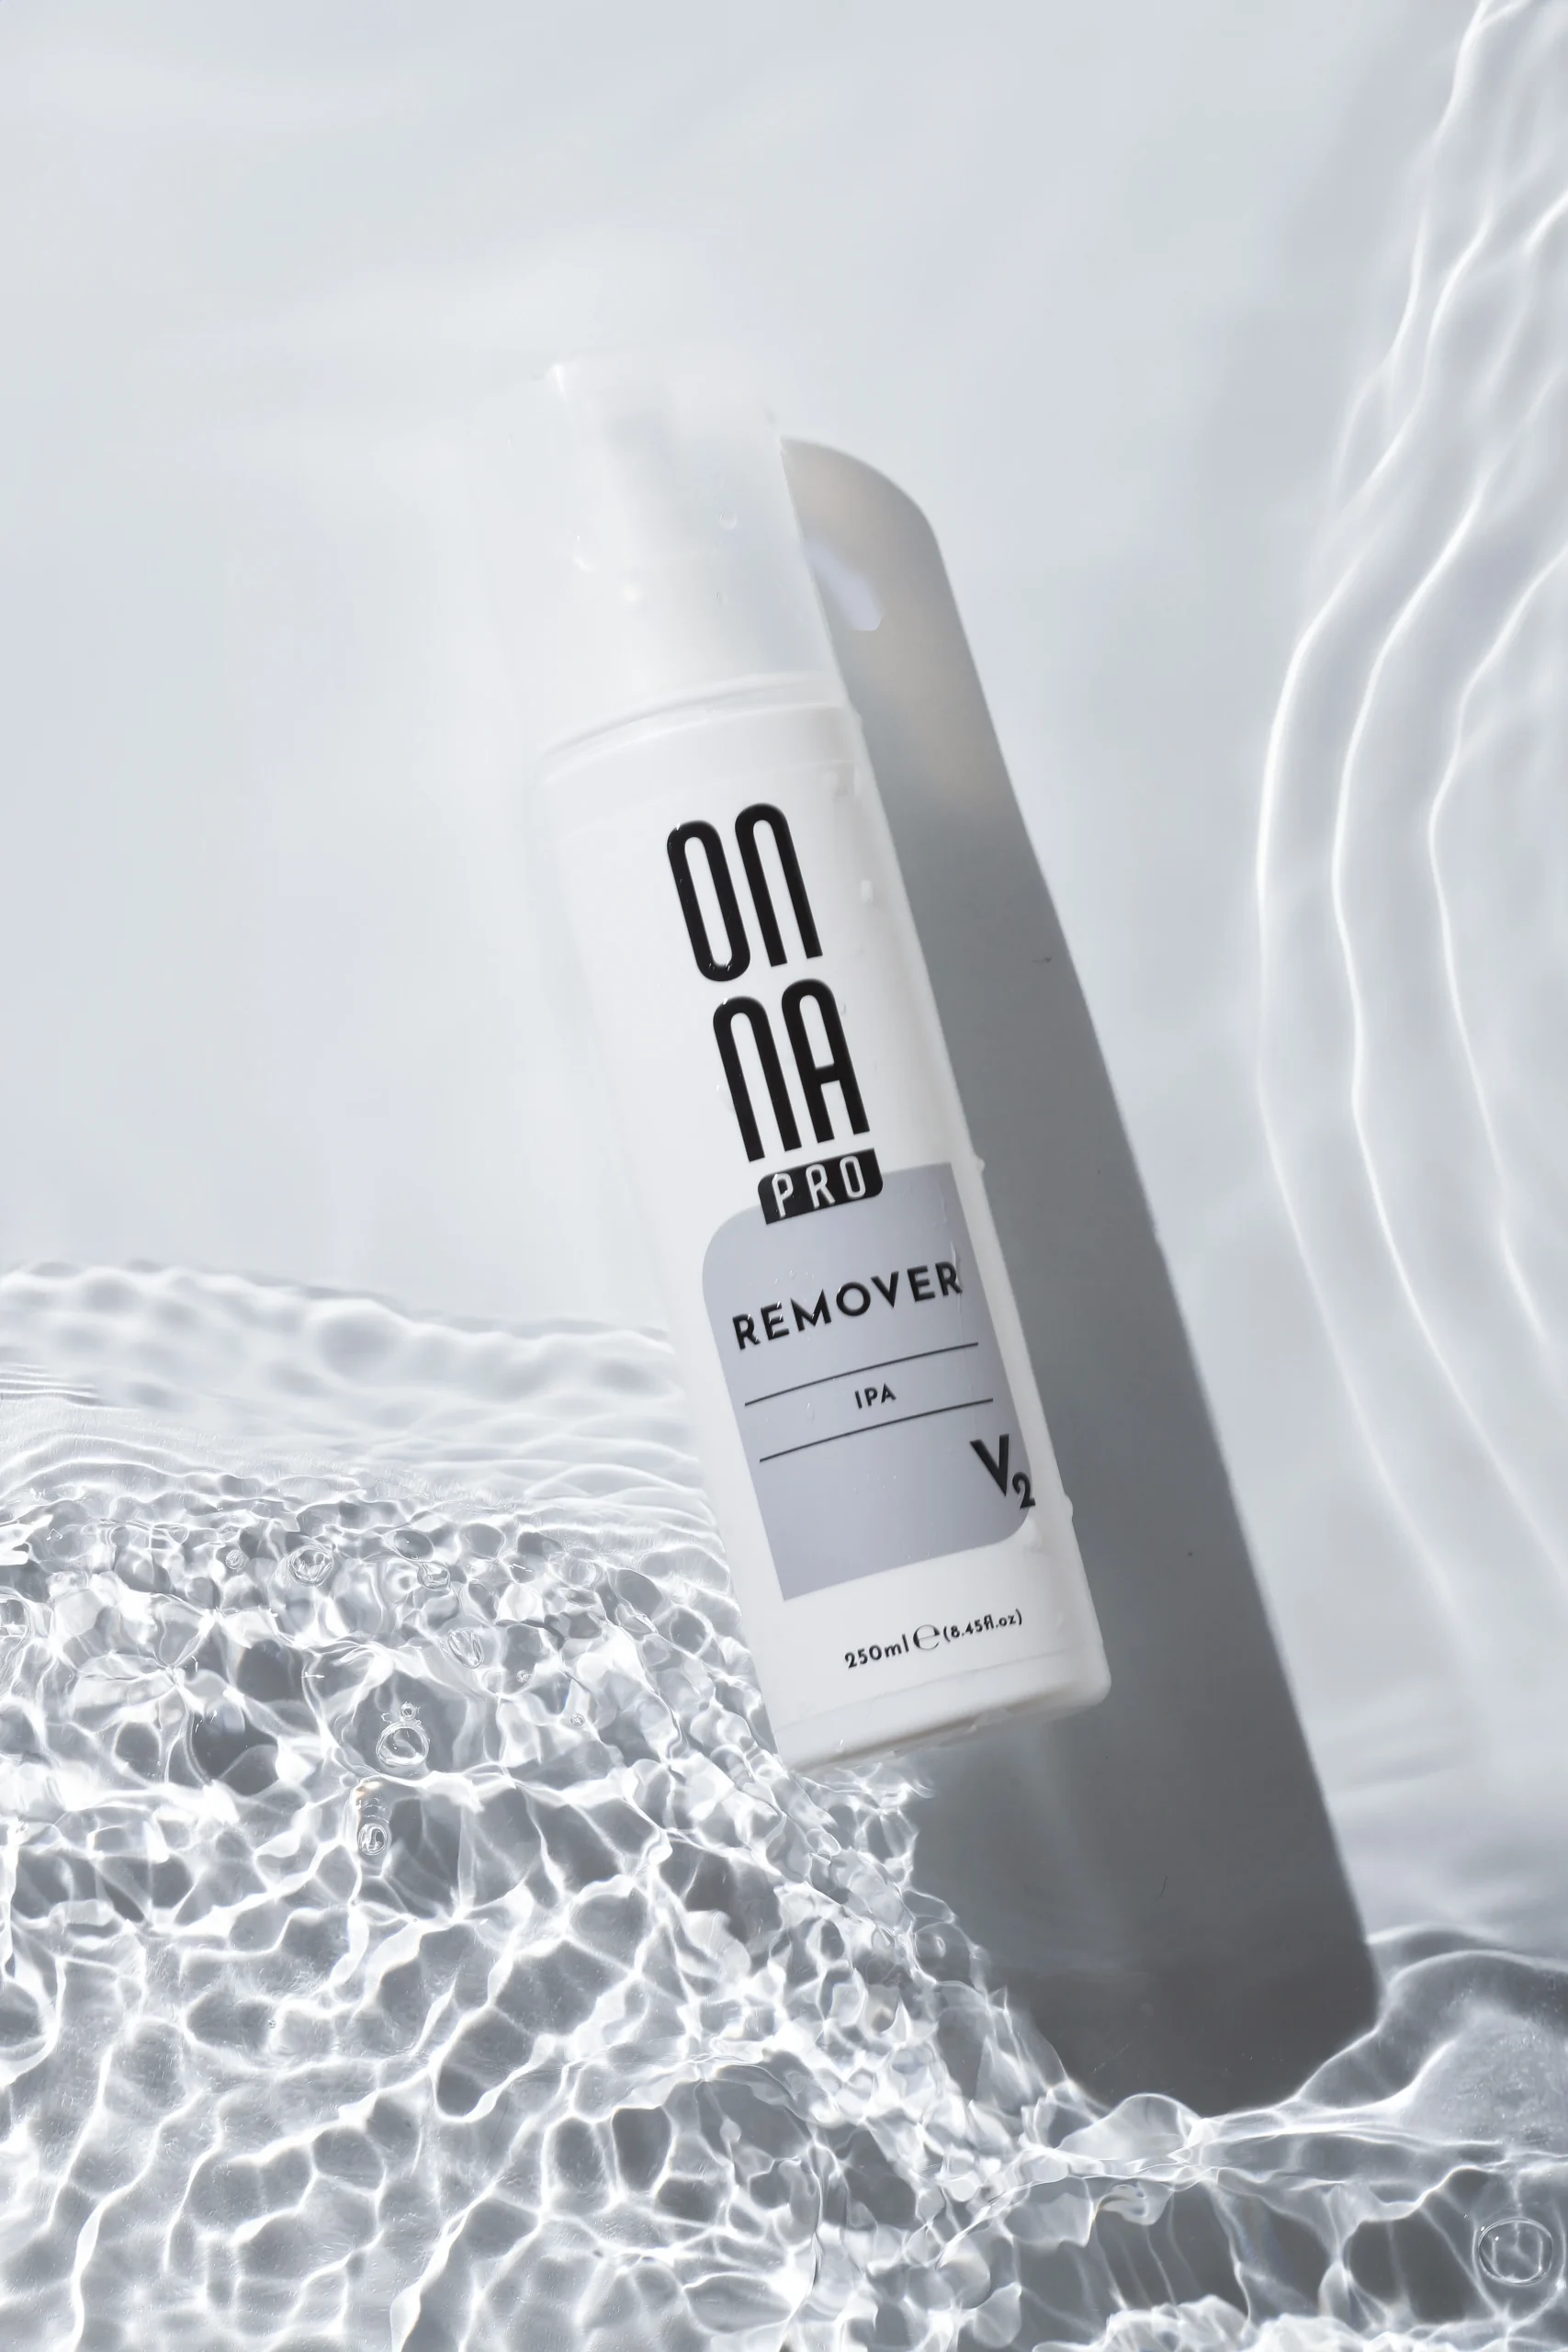 ON
NA
PRO
REMOVER
IPA
V2
250ml ℮ (8.45fl.oz)